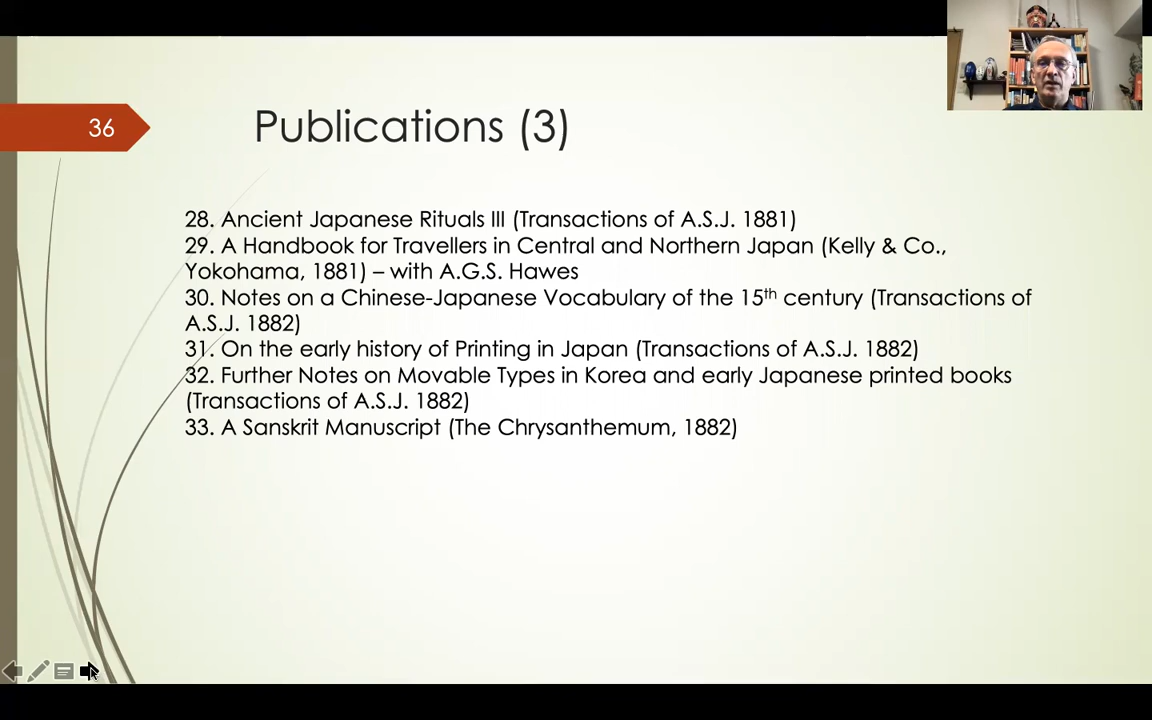 36
Publications (3)
28. Ancient Japanese Rituals III (Transactions of A.S.J. 1881)
29. A Handbook for Travellers in Central and Northern Japan (Kelly & Co.,
Yokohama, 1881) – with A.G.S. Hawes
30. Notes on a Chinese-Japanese Vocabulary of the 15th century (Transactions of
A.S.J. 1882)
31. On the early history of Printing in Japan (Transactions of A.S.J. 1882)
32. Further Notes on Movable Types in Korea and early Japanese printed books
(Transactions of A.S.J. 1882)
33. A Sanskrit Manuscript (The Chrysanthemum, 1882)